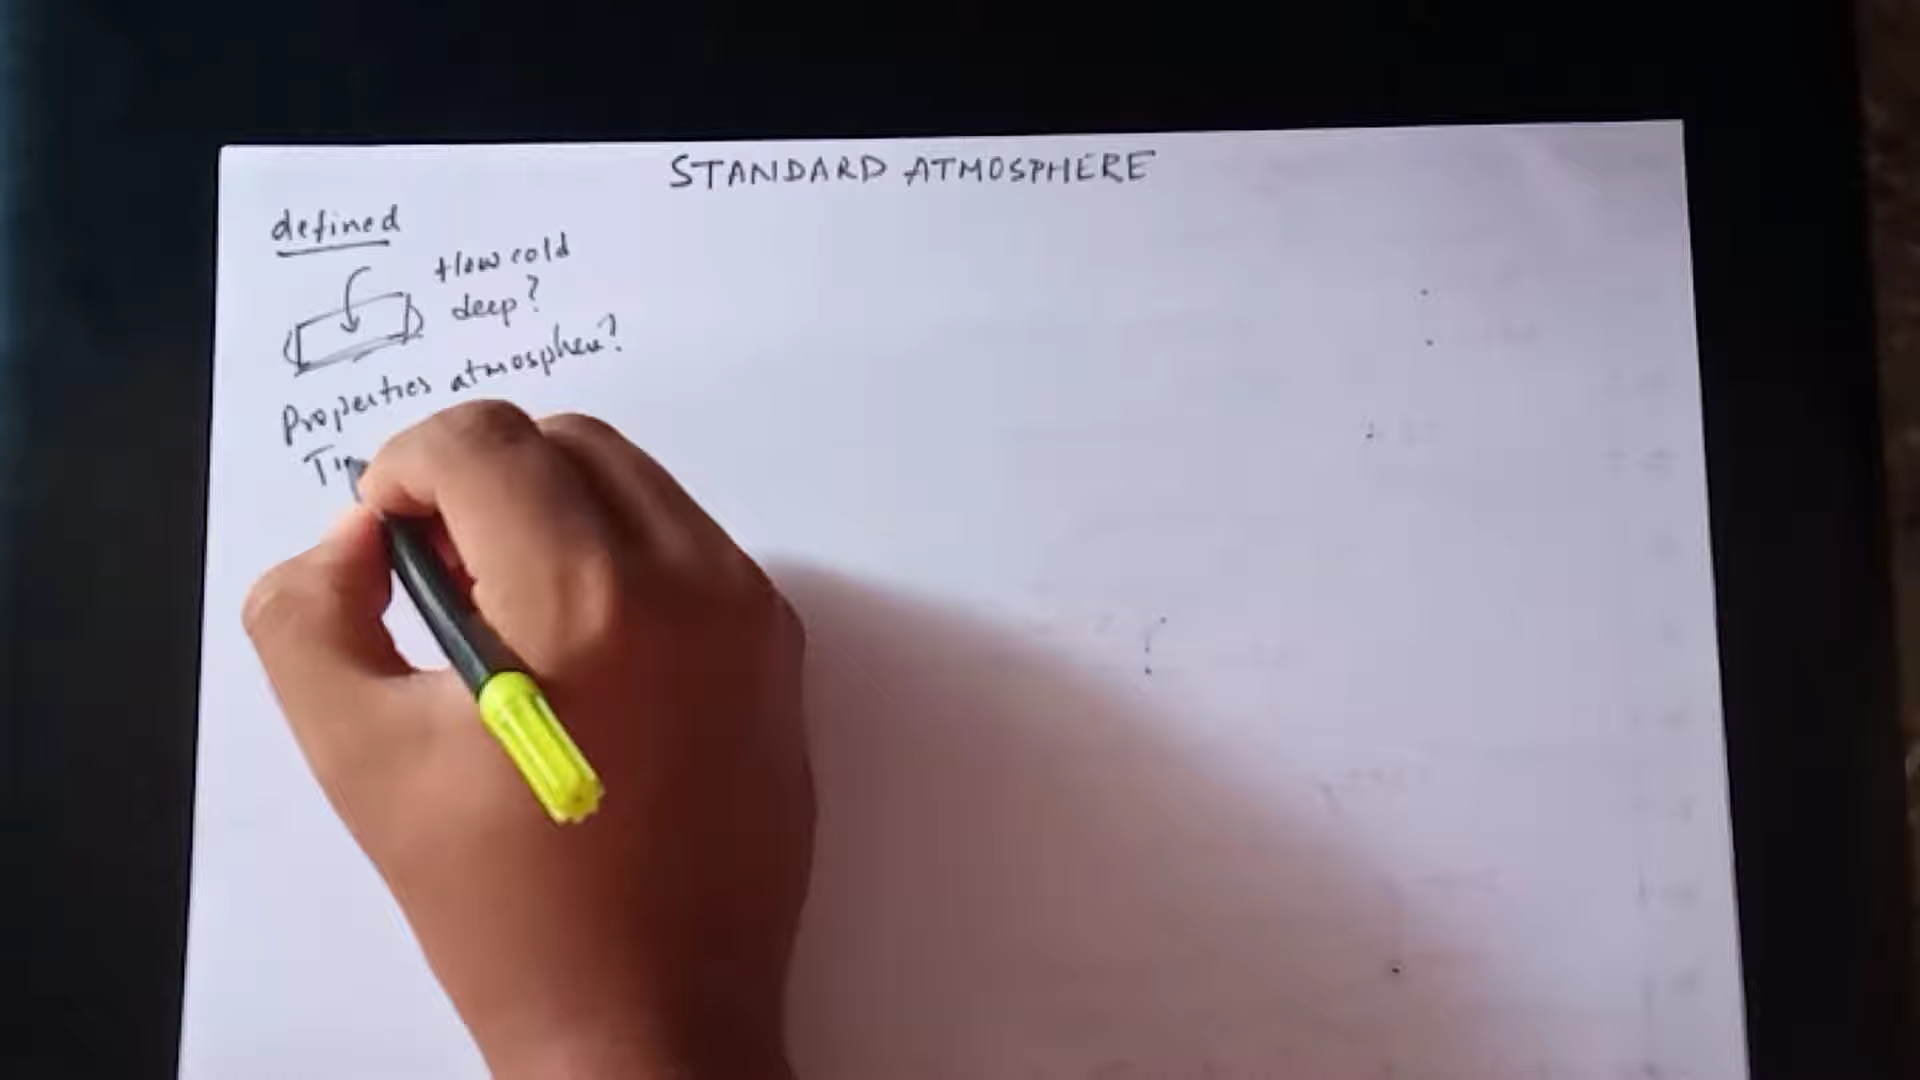 STANDARD ATMOSPHERE
defined
How cold
deep?
Properties atmosphere?